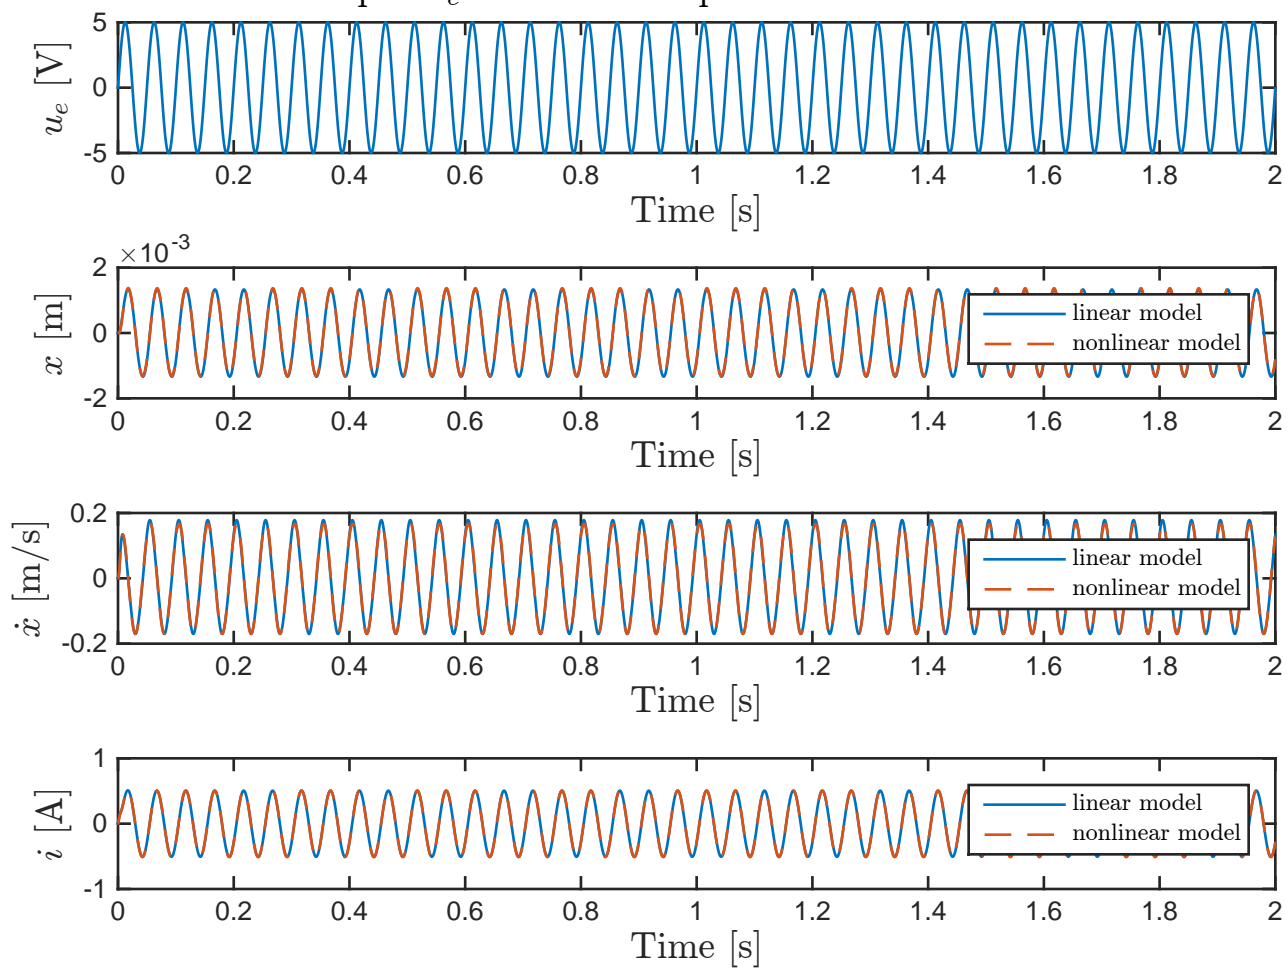 5
0
-5
u_e [V]
0 0.2 0.4 0.6 0.8 1 1.2 1.4 1.6 1.8 2
Time [s]
×10^-3
2
0
-2
x [m]
linear model
nonlinear model
0 0.2 0.4 0.6 0.8 1 1.2 1.4 1.6 1.8 2
Time [s]
0.2
0
-0.2
ẋ [m/s]
linear model
nonlinear model
0 0.2 0.4 0.6 0.8 1 1.2 1.4 1.6 1.8 2
Time [s]
1
0
-1
i [A]
linear model
nonlinear model
0 0.2 0.4 0.6 0.8 1 1.2 1.4 1.6 1.8 2
Time [s]